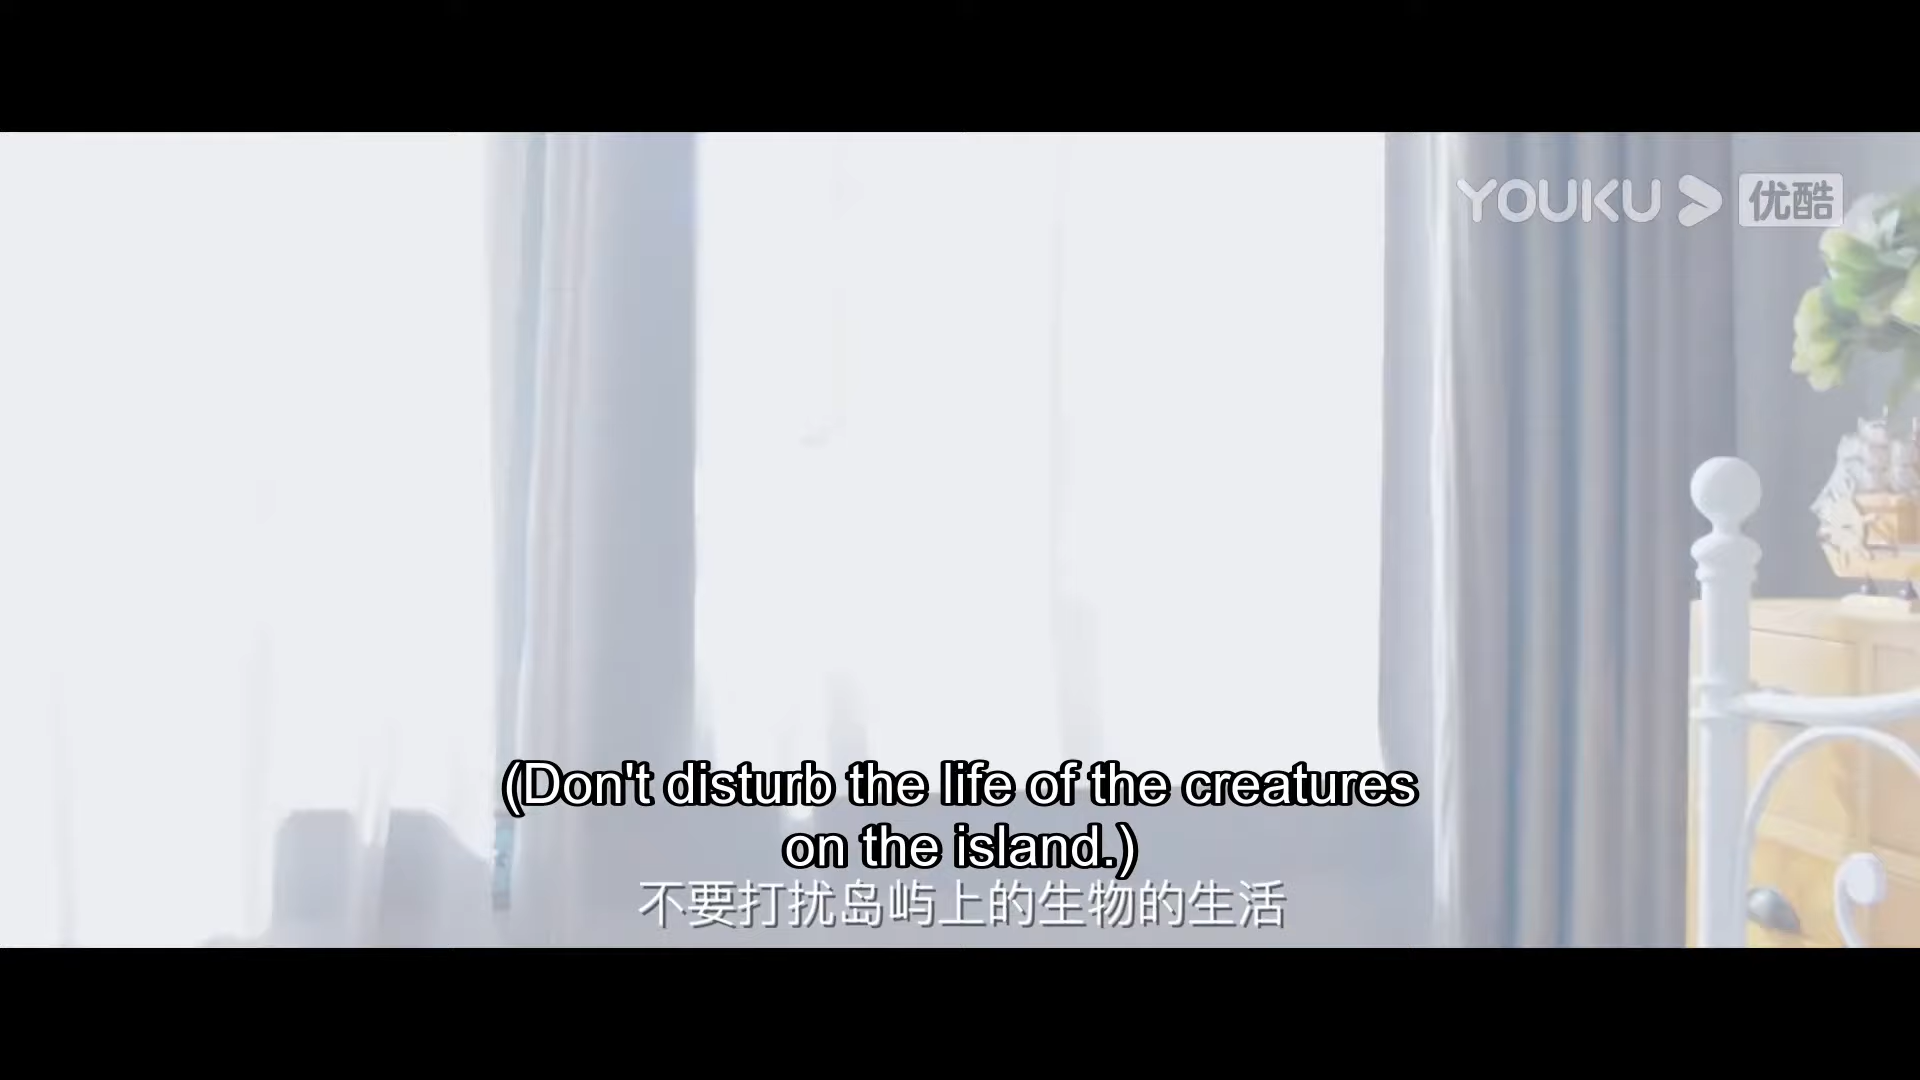 YOUKU 优酷
(Don't disturb the life of the creatures
on the island.)
不要打扰岛屿上的生物的生活